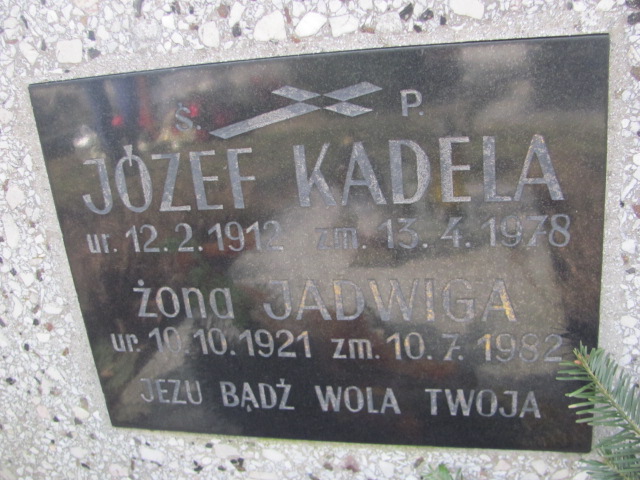 Ś. P.
JÓZEF KADELA
ur. 12. 2. 1912 zm. 13. 4. 1978
żona JADWIGA
ur. 10. 10. 1921 zm. 10. 7. 1982
JEZU BĄDŹ WOLA TWOJA